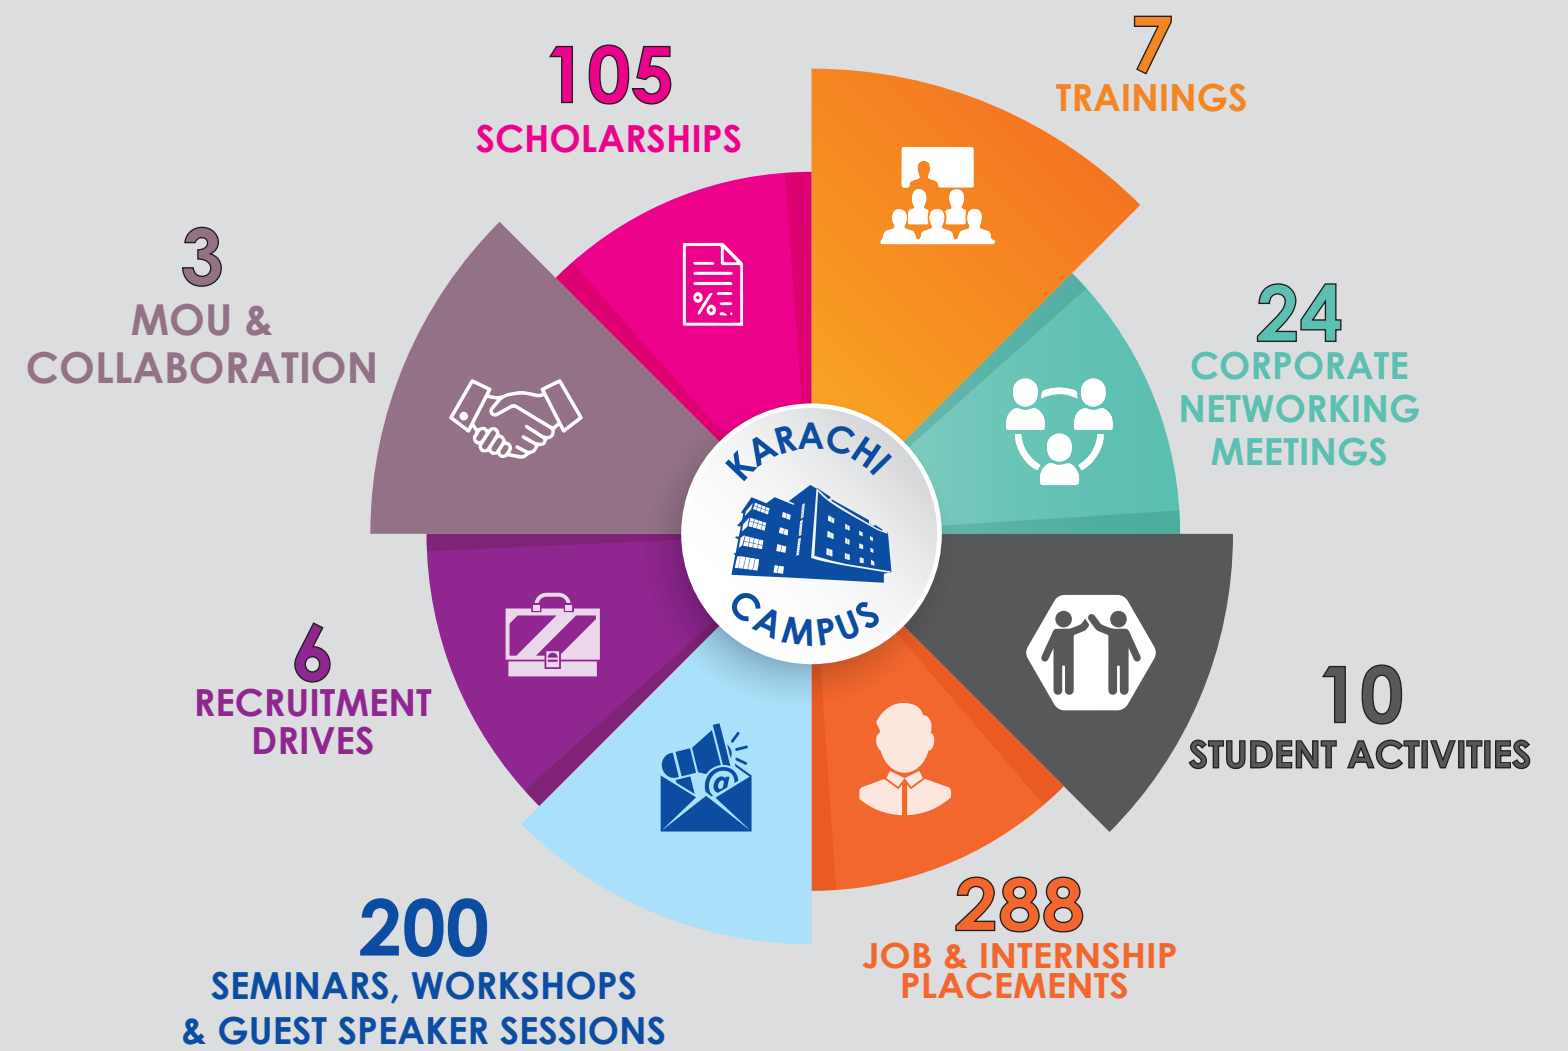 105
SCHOLARSHIPS
7
TRAININGS
3
MOU &
COLLABORATION
24
CORPORATE
NETWORKING
MEETINGS
KARACHI
CAMPUS
%
6
RECRUITMENT
DRIVES
10
STUDENT ACTIVITIES
@
200
SEMINARS, WORKSHOPS
& GUEST SPEAKER SESSIONS
288
JOB & INTERNSHIP
PLACEMENTS